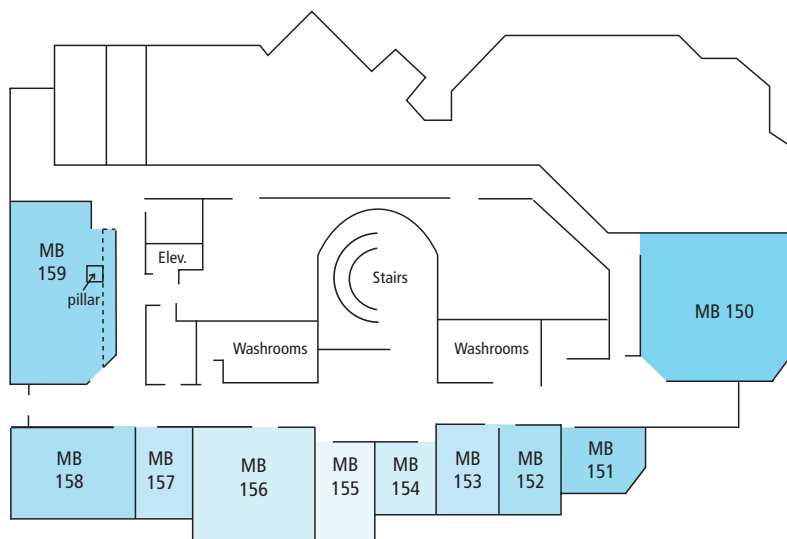 MB
159
pillar
Elev.
Stairs
Washrooms
Washrooms
MB 150
MB
158
MB
157
MB
156
MB
155
MB
154
MB
153
MB
152
MB
151